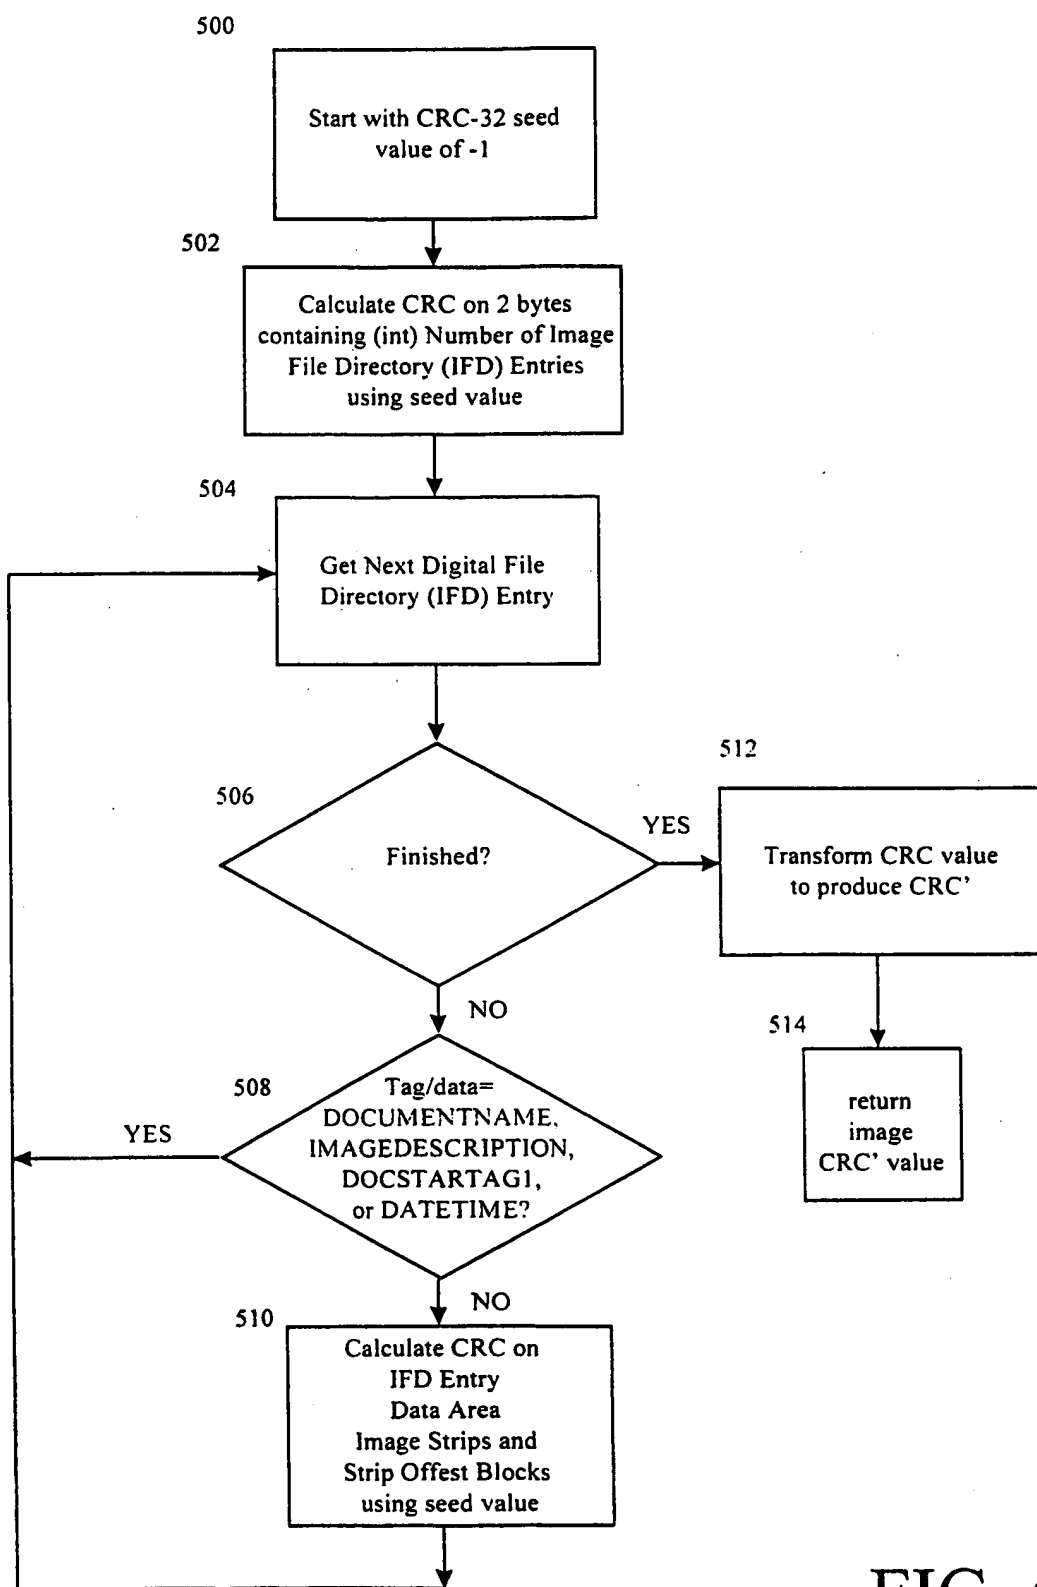 500
Start with CRC-32 seed
value of -1
502
Calculate CRC on 2 bytes
containing (int) Number of Image
File Directory (IFD) Entries
using seed value
504
Get Next Digital File
Directory (IFD) Entry
506
Finished?
YES
512
Transform CRC value
to produce CRC'
NO
514
return
image
CRC' value
508
Tag/data=
DOCUMENTNAME,
IMAGEDESCRIPTION,
DOCSTARTAG1,
or DATETIME?
YES
NO
510
Calculate CRC on
IFD Entry
Data Area
Image Strips and
Strip Offest Blocks
using seed value
FIG.